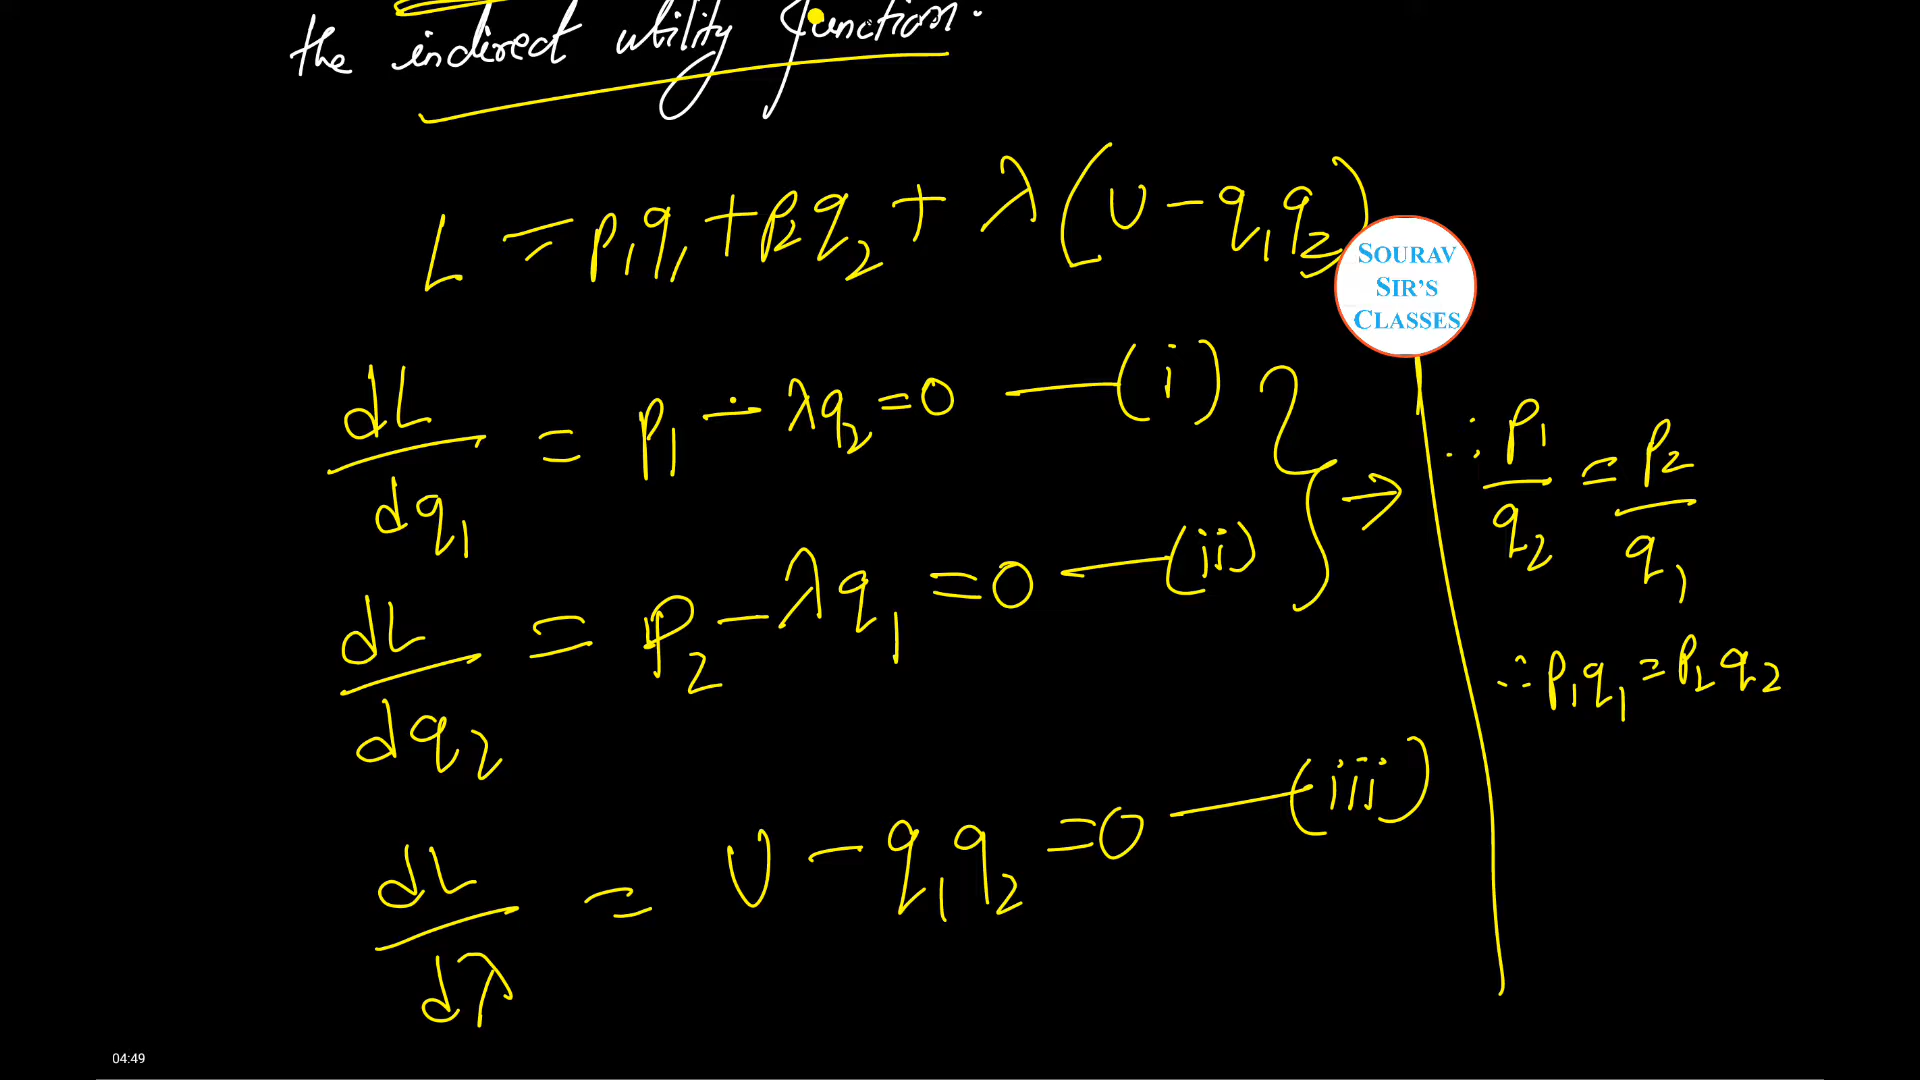 the indirect utility function.
L = p₁q₁ + p₂q₂ + λ(U - q₁q₂)
SOURAV
SIR'S
CLASSES
dL/dq₁ = p₁ - λq₂ = 0 — (i)
dL/dq₂ = p₂ - λq₁ = 0 — (ii)
} →
∴ p₁/q₂ = p₂/q₁
∴ p₁q₁ = p₂q₂
dL/dλ = U - q₁q₂ = 0 — (iii)
04:49